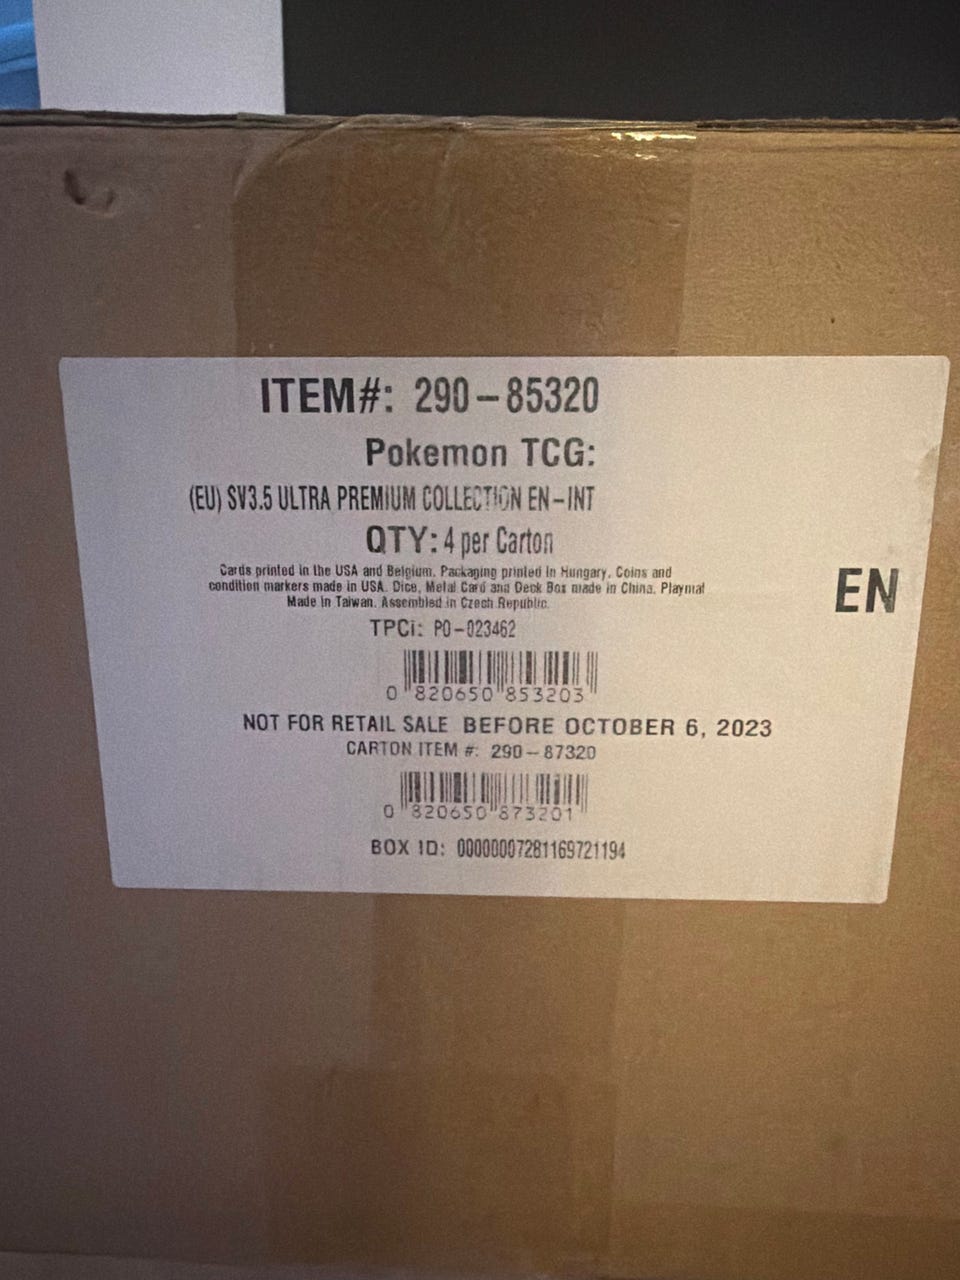 ITEM#: 290-85320
Pokemon TCG:
(EU) SV3.5 ULTRA PREMIUM COLLECTION EN-INT
QTY: 4 per Carton
Cards printed in the USA and Belgium. Packaging printed in Hungary. Coins and
condition markers made in USA. Dice, Metal Card and Deck Box made in China. Playmat
Made in Taiwan. Assembled in Czech Republic.
EN
TPCi: PO-023462
0 820650 853203
NOT FOR RETAIL SALE BEFORE OCTOBER 6, 2023
CARTON ITEM #: 290-87320
0 820650 873201
BOX ID: 00000007281169721194